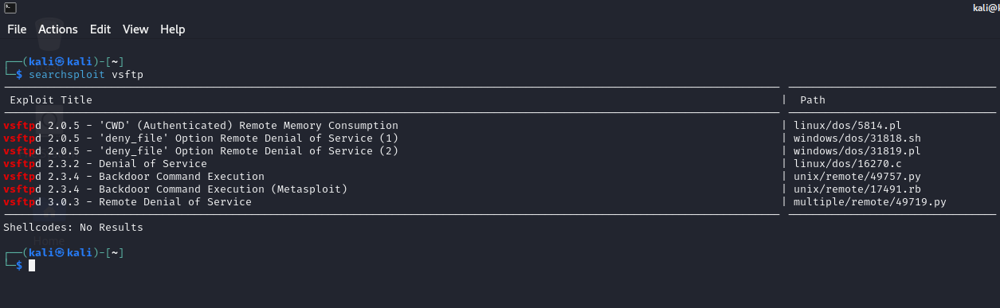 kali@k
File Actions Edit View Help
┌──(kali㉿kali)-[~]
└─$ searchsploit vsftp
Exploit Title | Path
vsftpd 2.0.5 - 'CWD' (Authenticated) Remote Memory Consumption | linux/dos/5814.pl
vsftpd 2.0.5 - 'deny_file' Option Remote Denial of Service (1) | windows/dos/31818.sh
vsftpd 2.0.5 - 'deny_file' Option Remote Denial of Service (2) | windows/dos/31819.pl
vsftpd 2.3.2 - Denial of Service | linux/dos/16270.c
vsftpd 2.3.4 - Backdoor Command Execution | unix/remote/49757.py
vsftpd 2.3.4 - Backdoor Command Execution (Metasploit) | unix/remote/17491.rb
vsftpd 3.0.3 - Remote Denial of Service | multiple/remote/49719.py
Shellcodes: No Results
Home
┌──(kali㉿kali)-[~]
└─$